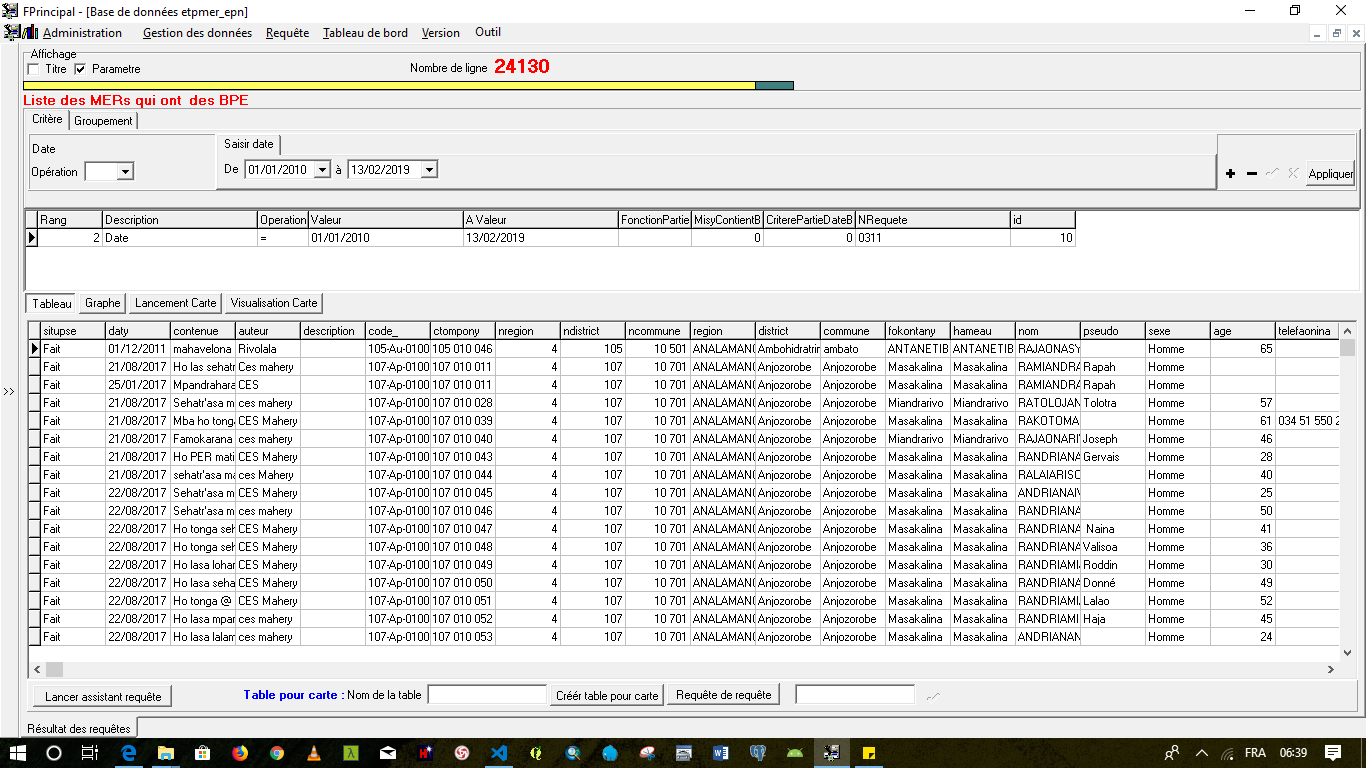 FPrincipal - [Base de données etpmer_epn]
Administration Gestion des données Requête Tableau de bord Version Outil
Affichage
Titre Parametre Nombre de ligne 24130
Liste des MERs qui ont des BPE
Critère Groupement
Date Saisir date
Opération De 01/01/2010 à 13/02/2019 Appliquer
Rang Description Operation Valeur A Valeur FonctionPartie MisyContientB CriterePartieDateB NRequete id
2 Date = 01/01/2010 13/02/2019 0 0 0311 10
Tableau Graphe Lancement Carte Visualisation Carte
situpse daty contenue auteur description code_ ctompony nregion ndistrict ncommune region district commune fokontany hameau nom pseudo sexe age telefaonina
Fait 01/12/2011 mahavelona Rivolala 105-Au-0100 105 010 046 4 105 10 501 ANALAMANG Ambohidratrim ambato ANTANETIB ANTANETIB RAJAONASY Homme 65
Fait 21/08/2017 Ho las sehatr Ces mahery 107-Ap-0100 107 010 011 4 107 10 701 ANALAMANG Anjozorobe Anjozorobe Masakalina Masakalina RAMIANDRA Rapah Homme
Fait 25/01/2017 Mpandrahara CES 107-Ap-0100 107 010 011 4 107 10 701 ANALAMANG Anjozorobe Anjozorobe Masakalina Masakalina RAMIANDRA Rapah Homme
Fait 21/08/2017 Sehatr'asa m ces mahery 107-Ap-0100 107 010 028 4 107 10 701 ANALAMANG Anjozorobe Anjozorobe Miandrarivo Miandrarivo RATOLOJAN Tolotra Homme 57
Fait 21/08/2017 Mba ho tonga CES Mahery 107-Ap-0100 107 010 039 4 107 10 701 ANALAMANG Anjozorobe Anjozorobe Masakalina Masakalina RAKOTOMA Homme 61 034 51 550 2
Fait 21/08/2017 Famokarana ces mahery 107-Ap-0100 107 010 040 4 107 10 701 ANALAMANG Anjozorobe Anjozorobe Miandrarivo Miandrarivo RAJAONARI Joseph Homme 46
Fait 21/08/2017 Ho PER mati CES Mahery 107-Ap-0100 107 010 043 4 107 10 701 ANALAMANG Anjozorobe Anjozorobe Masakalina Masakalina RANDRIANA Gervais Homme 28
Fait 21/08/2017 sehatr'asa ma ces Mahery 107-Ap-0100 107 010 044 4 107 10 701 ANALAMANG Anjozorobe Anjozorobe Masakalina Masakalina RALAIARISC Homme 40
Fait 22/08/2017 Sehatr'asa m CES Mahery 107-Ap-0100 107 010 045 4 107 10 701 ANALAMANG Anjozorobe Anjozorobe Masakalina Masakalina ANDRIANAI Homme 25
Fait 22/08/2017 Sehatr'asa m ces mahery 107-Ap-0100 107 010 046 4 107 10 701 ANALAMANG Anjozorobe Anjozorobe Masakalina Masakalina RANDRIANA Homme 50
Fait 22/08/2017 Ho tonga seh CES Mahery 107-Ap-0100 107 010 047 4 107 10 701 ANALAMANG Anjozorobe Anjozorobe Masakalina Masakalina RANDRIANA Naina Homme 41
Fait 22/08/2017 Ho tonga seh CES Mahery 107-Ap-0100 107 010 048 4 107 10 701 ANALAMANG Anjozorobe Anjozorobe Masakalina Masakalina RANDRIANA Valisoa Homme 36
Fait 22/08/2017 Ho lasa lohar CES Mahery 107-Ap-0100 107 010 049 4 107 10 701 ANALAMANG Anjozorobe Anjozorobe Masakalina Masakalina RANDRIAMI Roddin Homme 30
Fait 22/08/2017 Ho lasa seha CES Mahery 107-Ap-0100 107 010 050 4 107 10 701 ANALAMANG Anjozorobe Anjozorobe Masakalina Masakalina RANDRIANA Donné Homme 49
Fait 22/08/2017 Ho tonga @ CES Mahery 107-Ap-0100 107 010 051 4 107 10 701 ANALAMANG Anjozorobe Anjozorobe Masakalina Masakalina RANDRIAMI Lalao Homme 52
Fait 22/08/2017 Ho lasa mpar ces mahery 107-Ap-0100 107 010 052 4 107 10 701 ANALAMANG Anjozorobe Anjozorobe Masakalina Masakalina RANDRIAMI Haja Homme 45
Fait 22/08/2017 Ho lasa lalam ces mahery 107-Ap-0100 107 010 053 4 107 10 701 ANALAMANG Anjozorobe Anjozorobe Masakalina Masakalina ANDRIANAN Homme 24
Lancer assistant requête Table pour carte : Nom de la table Créér table pour carte Requête de requête
Résultat des requêtes
FRA 06:39